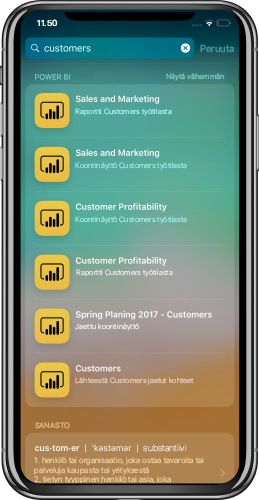 11.50
customers
Peruuta
POWER BI
Näytä vähemmän
Sales and Marketing
Raportti Customers työtilasta
Sales and Marketing
Koontinäyttö Customers työtilasta
Customer Profitability
Koontinäyttö Customers työtilasta
Customer Profitability
Raportti Customers työtilasta
Spring Planing 2017 - Customers
Jaettu koontinäyttö
Customers
Lähteestä Customers jaetut kohteet
SANASTO
cus·tom·er | ˈkəstəmər | substantiivi
1. henkilö tai organisaatio, joka ostaa tavaroita tai
palveluja kaupasta tai yrityksestä
2. tietyn tyyppinen henkilö tai asia, joka